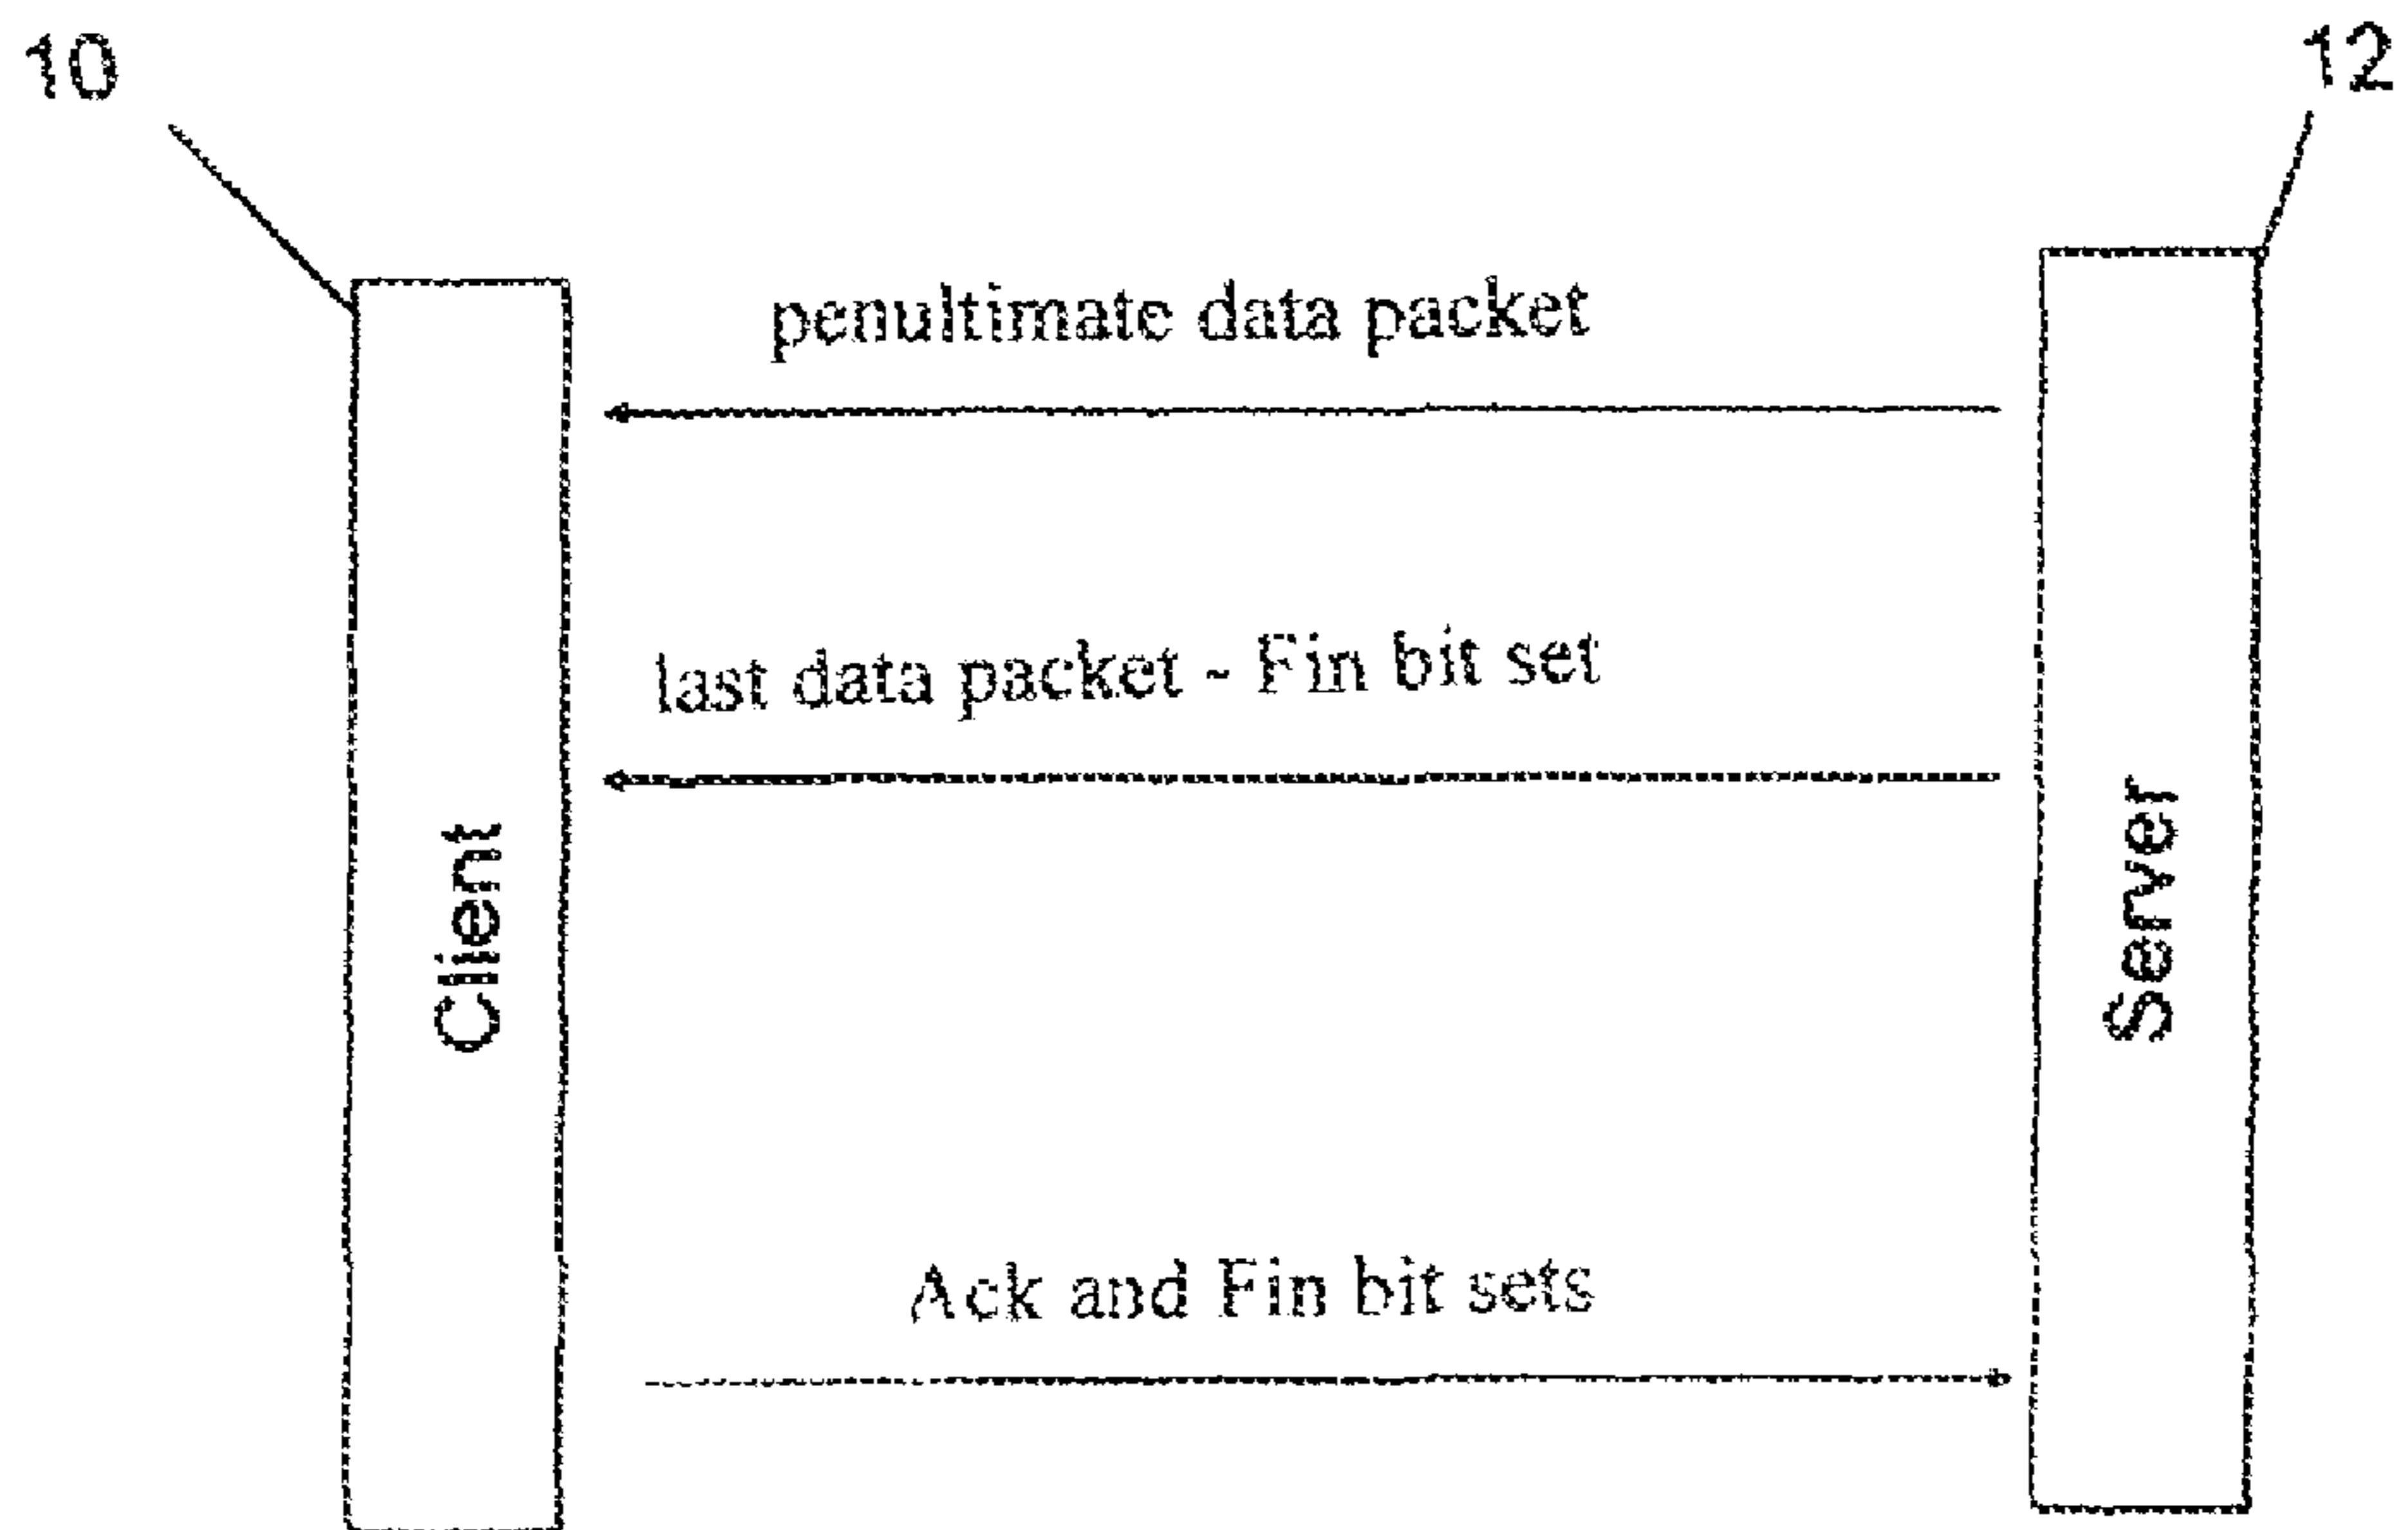 10
12
penultimate data packet
last data packet - Fin bit set
Client
Server
Ack and Fin bit sets